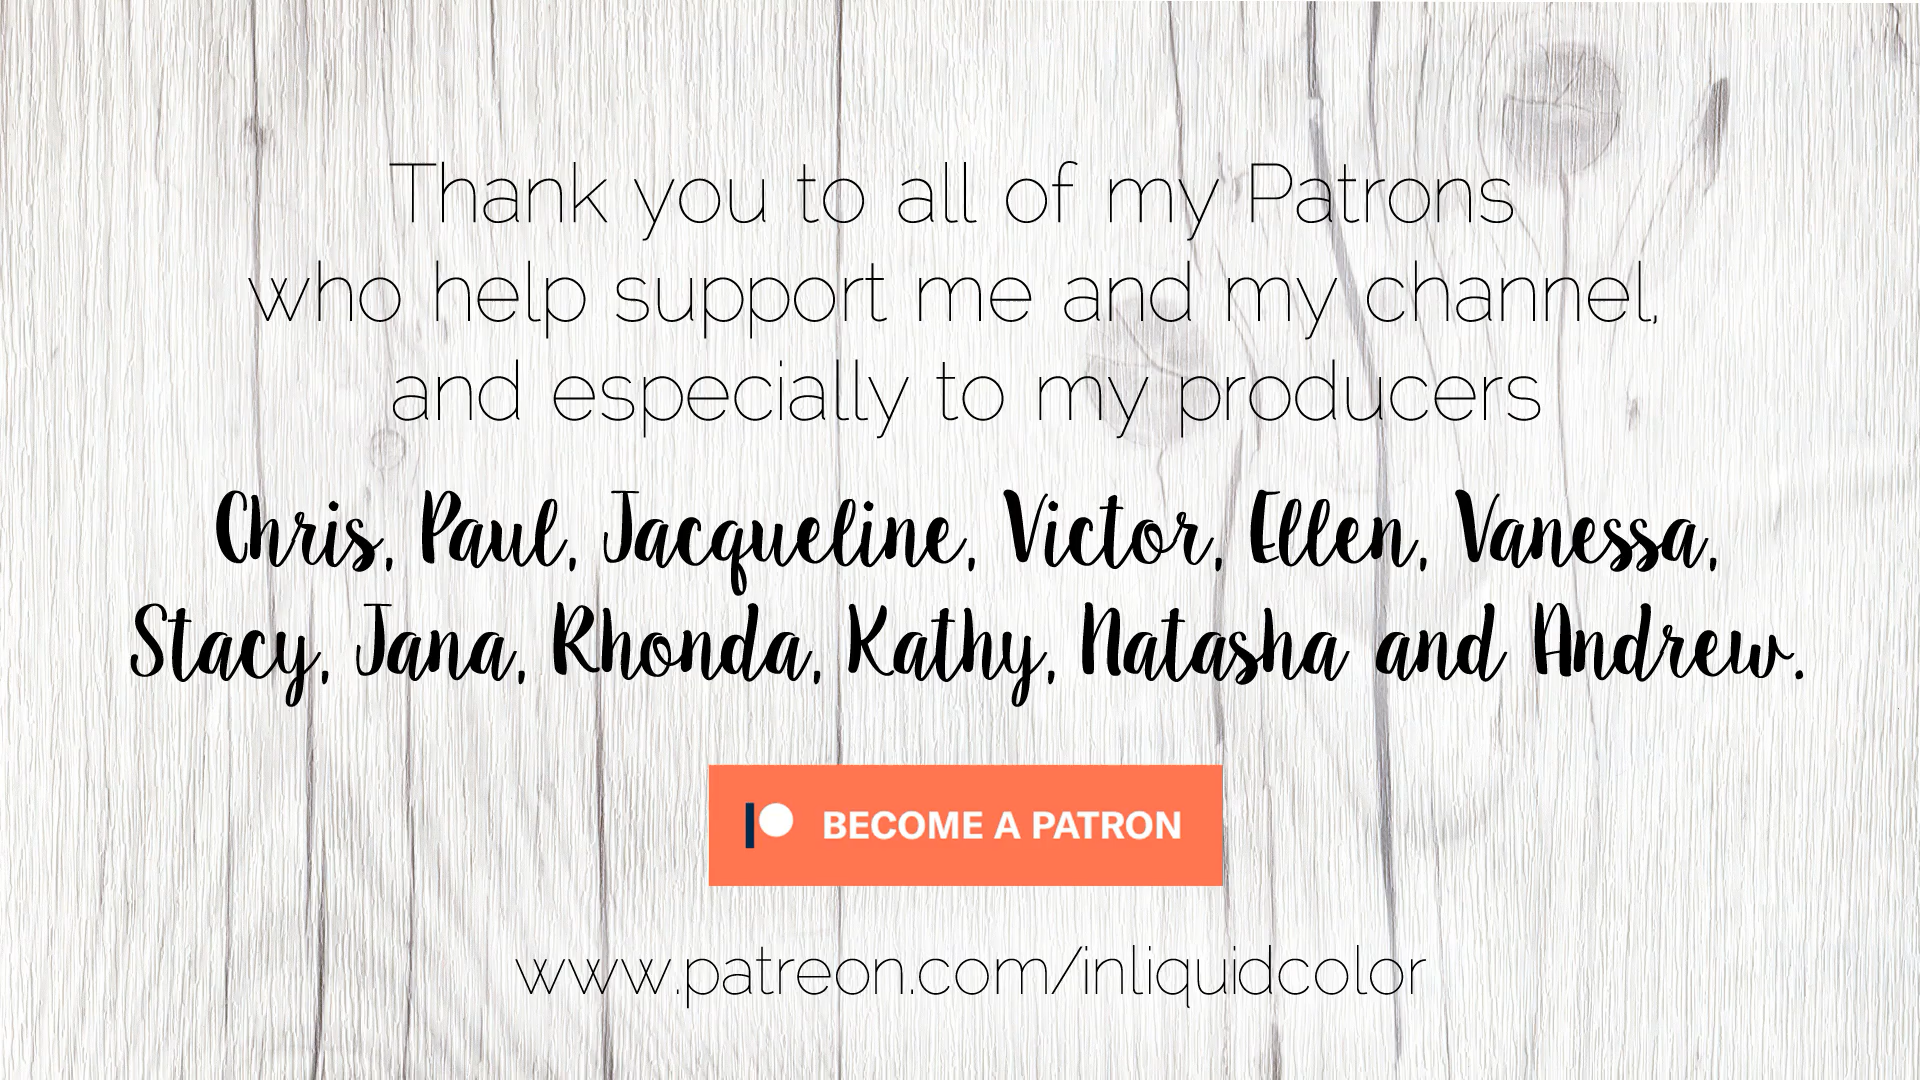 Thank you to all of my Patrons
who help support me and my channel,
and especially to my producers
Chris, Paul, Jacqueline, Victor, Ellen, Vanessa,
Stacy, Jana, Rhonda, Kathy, Natasha and Andrew.
BECOME A PATRON
www.patreon.com/inliquidcolor